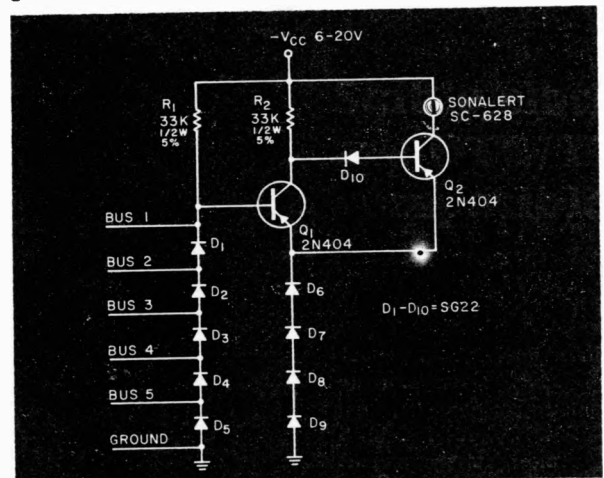 -VCC 6-20V
R1
33K
1/2W
5%
R2
33K
1/2W
5%
SONALERT
SC-628
D10
Q2
2N404
Q1
2N404
BUS 1
D1
BUS 2
D2
D6
BUS 3
D3
D7
D1-D10=SG22
BUS 4
D4
D8
BUS 5
D5
D9
GROUND